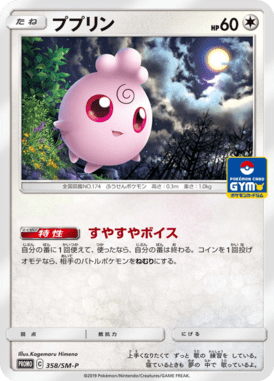 たね ププリン HP60
全国図鑑NO.174 ふうせんポケモン 高さ:0.3m 重さ:1.0kg
POKÉMON CARD
GYM
ポケモンカードジム
特性 すやすやボイス
自分の番に1回使えて、使ったなら、自分の番は終わる。コインを1回投げ
オモテなら、相手のバトルポケモンをねむりにする。
弱点 抵抗力 にげる
Illus.Kagemaru Himeno
PROMO C 358/SM-P
上手くなりたくて ずっと 歌の 練習を している。
寝ているときも 夢の 中で 歌って いるのだ。
©2019 Pokémon/Nintendo/Creatures/GAME FREAK.